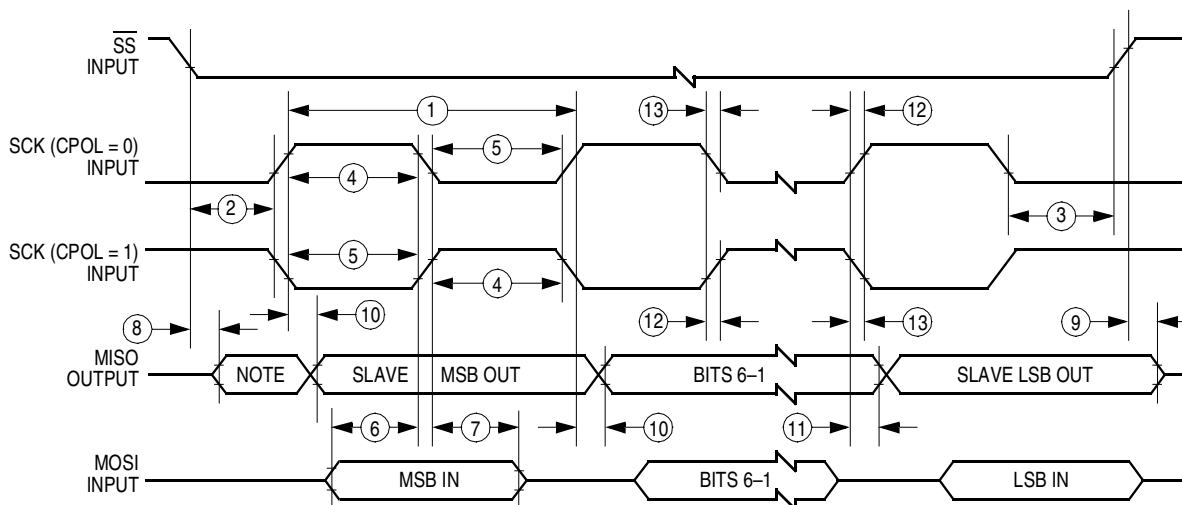 SS
INPUT
1
13
12
SCK (CPOL = 0)
INPUT
5
4
2
3
SCK (CPOL = 1)
INPUT
5
4
8
10
12
13
9
MISO
OUTPUT
NOTE
SLAVE MSB OUT
BITS 6–1
SLAVE LSB OUT
6
7
10
11
MOSI
INPUT
MSB IN
BITS 6–1
LSB IN